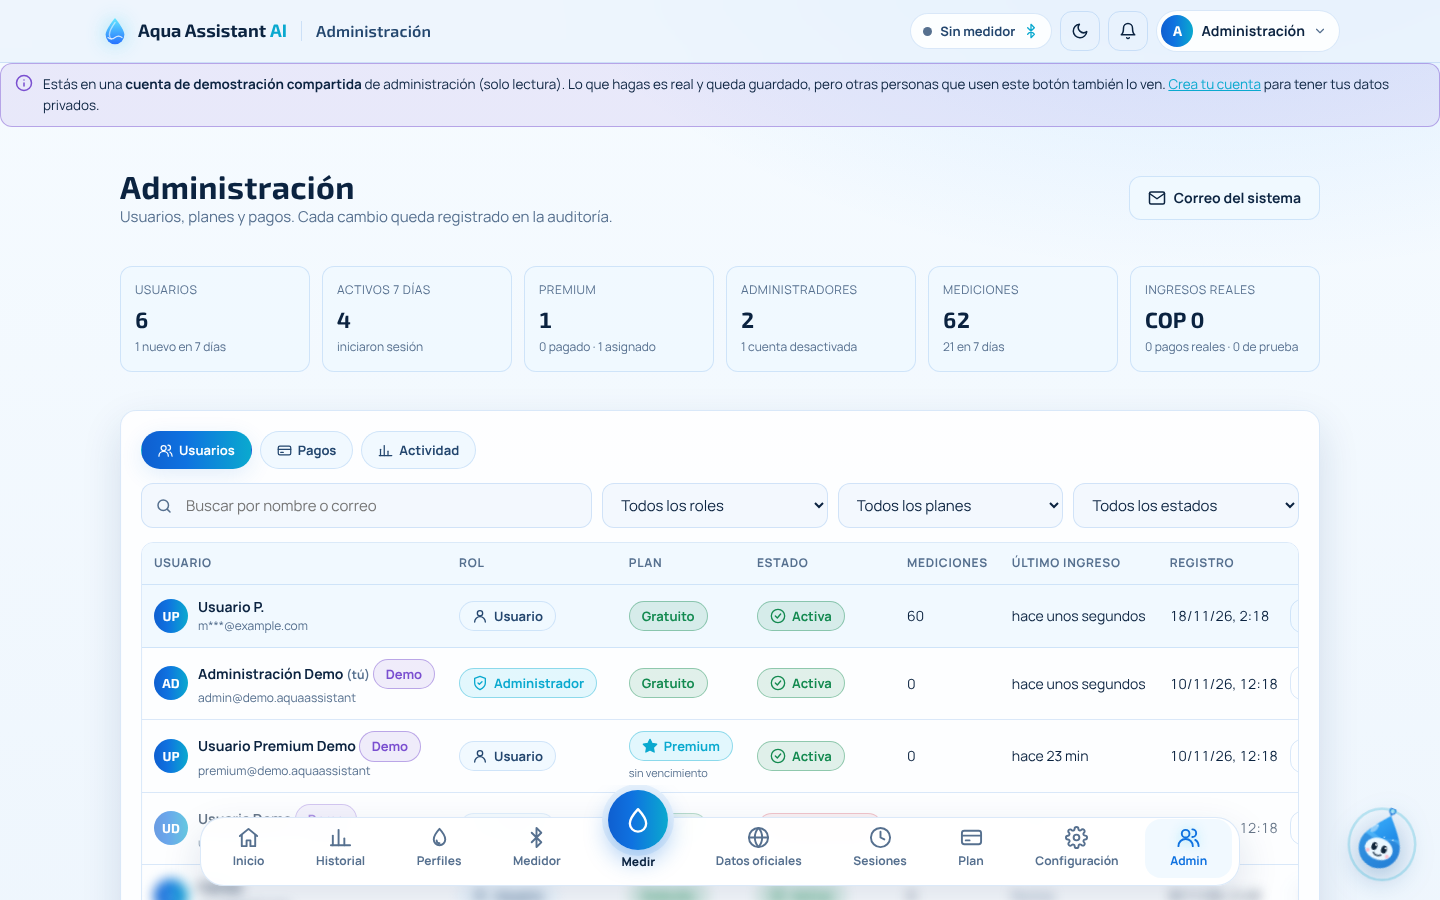 Aqua Assistant AI
Administración
Sin medidor
A
Administración
Estás en una cuenta de demostración compartida de administración (solo lectura). Lo que hagas es real y queda guardado, pero otras personas que usen este botón también lo ven. Crea tu cuenta para tener tus datos
privados.
Administración
Usuarios, planes y pagos. Cada cambio queda registrado en la auditoría.
Correo del sistema
USUARIOS
6
1 nuevo en 7 días
ACTIVOS 7 DÍAS
4
iniciaron sesión
PREMIUM
1
0 pagado · 1 asignado
ADMINISTRADORES
2
1 cuenta desactivada
MEDICIONES
62
21 en 7 días
INGRESOS REALES
COP 0
0 pagos reales · 0 de prueba
Usuarios
Pagos
Actividad
Buscar por nombre o correo
Todos los roles
Todos los planes
Todos los estados
USUARIO ROL PLAN ESTADO MEDICIONES ÚLTIMO INGRESO REGISTRO
UP Usuario P. Usuario Gratuito Activa 60 hace unos segundos 18/11/26, 2:18
m***@example.com
AD Administración Demo (tú) Demo Administrador Gratuito Activa 0 hace unos segundos 10/11/26, 12:18
admin@demo.aquaassistant
UP Usuario Premium Demo Demo Usuario Premium Activa 0 hace 23 min 10/11/26, 12:18
premium@demo.aquaassistant sin vencimiento
UD 12:18
Inicio
Historial
Perfiles
Medidor
Medir
Datos oficiales
Sesiones
Plan
Configuración
Admin